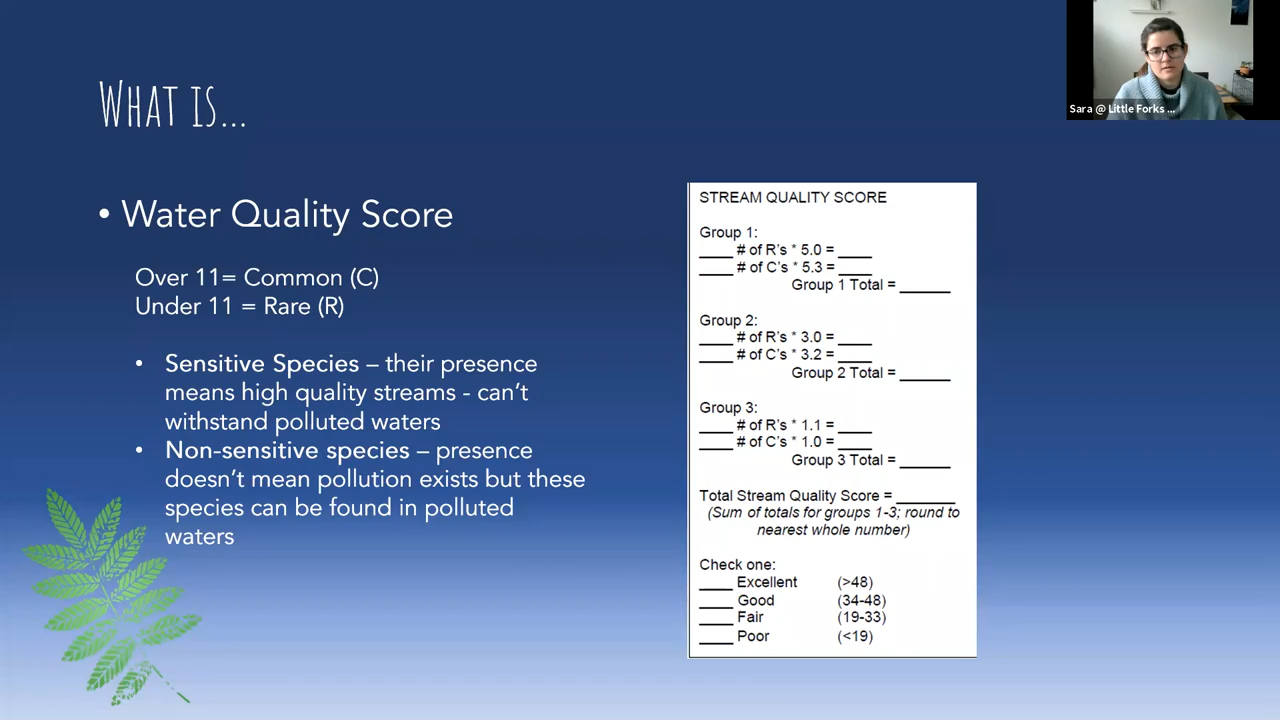 WHAT IS...
Sara @ Little Forks ...
• Water Quality Score
Over 11= Common (C)
Under 11 = Rare (R)
• Sensitive Species – their presence
means high quality streams - can't
withstand polluted waters
• Non-sensitive species – presence
doesn't mean pollution exists but these
species can be found in polluted
waters
STREAM QUALITY SCORE
Group 1:
____ # of R's * 5.0 = ____
____ # of C's * 5.3 = ____
Group 1 Total = ______
Group 2:
____ # of R's * 3.0 = ____
____ # of C's * 3.2 = ____
Group 2 Total = ______
Group 3:
____ # of R's * 1.1 = ____
____ # of C's * 1.0 = ____
Group 3 Total = ______
Total Stream Quality Score = _______
(Sum of totals for groups 1-3; round to
nearest whole number)
Check one:
____ Excellent (>48)
____ Good (34-48)
____ Fair (19-33)
____ Poor (<19)